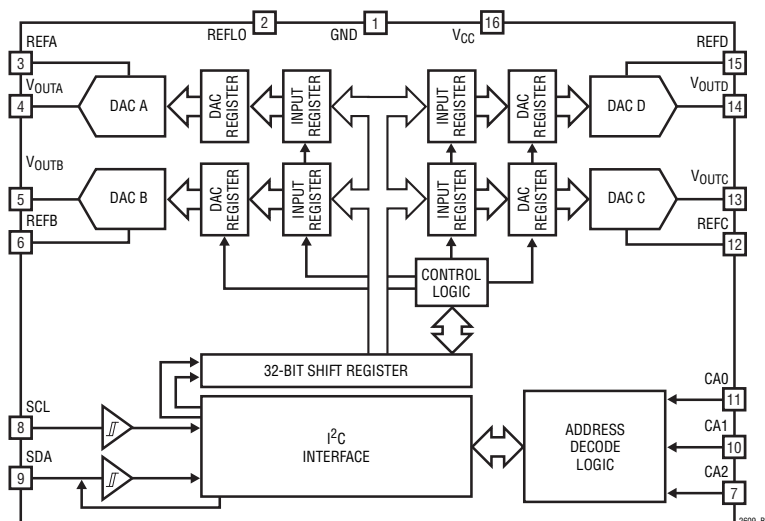 REFLO 2
GND 1
VCC 16
REFA
3
VOUTA
4
DAC A
DAC REGISTER
INPUT REGISTER
INPUT REGISTER
DAC REGISTER
DAC D
REFD
15
VOUTD
14
VOUTB
5
REFB
6
DAC B
DAC REGISTER
INPUT REGISTER
INPUT REGISTER
DAC REGISTER
DAC C
VOUTC
13
REFC
12
CONTROL
LOGIC
32-BIT SHIFT REGISTER
SCL
8
SDA
9
I2C
INTERFACE
ADDRESS
DECODE
LOGIC
CA0
11
CA1
10
CA2
7